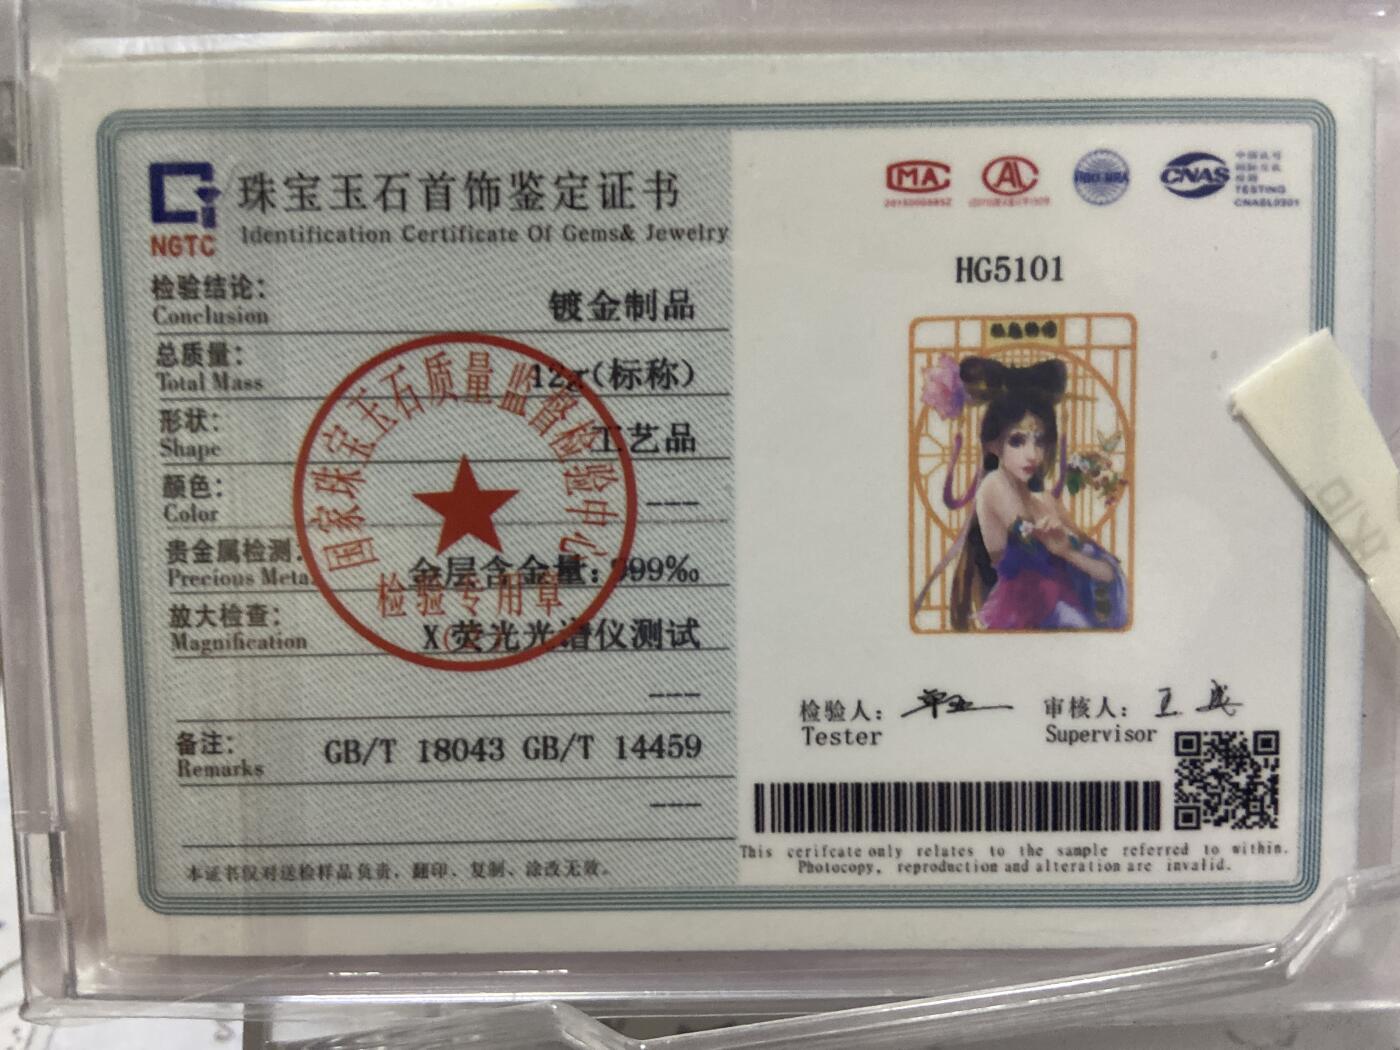 NGTC
珠宝玉石首饰鉴定证书
Identification Certificate Of Gems& Jewelry
检验结论：
Conclusion
镀金制品
总质量：
Total Mass
12g(标称)
形状：
Shape
工艺品
颜色：
Color
---
贵金属检测：
Precious Meta
金层含金量：999‰
放大检查：
Magnification
X荧光光谱仪测试
---
备注：
Remarks
GB/T 18043 GB/T 14459
---
本证书仅对送检样品负责，翻印、复制、涂改无效。
国家珠宝玉石质量监督检验中心
检验专用章
MA
AL
CNAS
TESTING
HG5101
检验人：
Tester
审核人：
Supervisor
This cerifcate only relates to the sample referred to within.
Photocopy, reproduction and alteration are invalid.